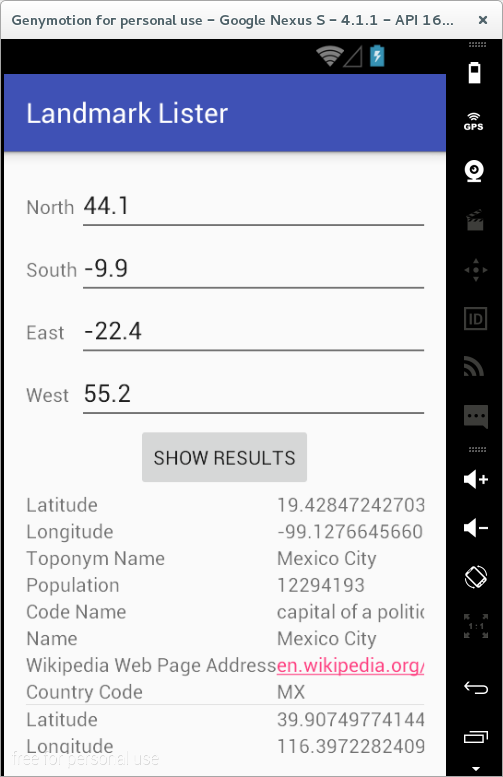 Genymotion for personal use – Google Nexus S – 4.1.1 – API 16...
Landmark Lister
GPS
North 44.1
South -9.9
East -22.4
ID
West 55.2
SHOW RESULTS
Latitude 19.42847242703
Longitude -99.1276645660
Toponym Name Mexico City
Population 12294193
Code Name capital of a politic
Name Mexico City
Wikipedia Web Page Address en.wikipedia.org/
1:1
Country Code MX
Latitude 39.90749774144
Longitude 116.3972282409
free for personal use